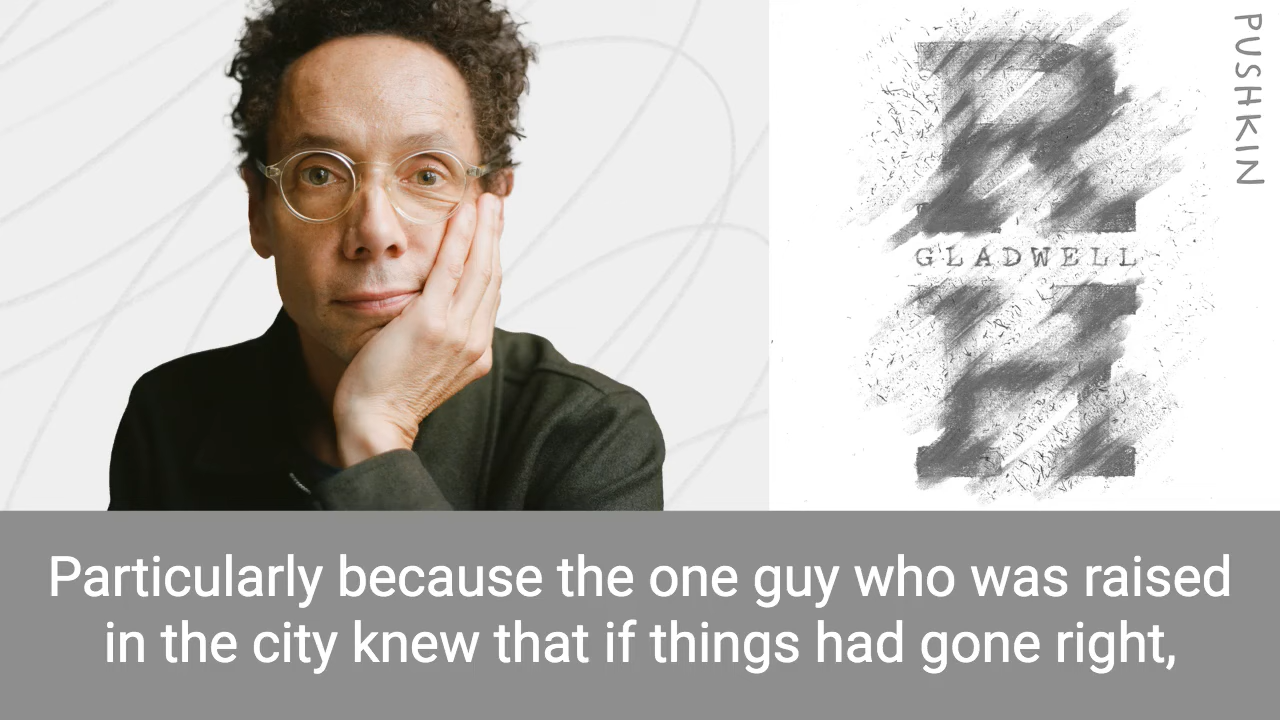 PUSHKIN
R
GLADWELL
H
Particularly because the one guy who was raised
in the city knew that if things had gone right,